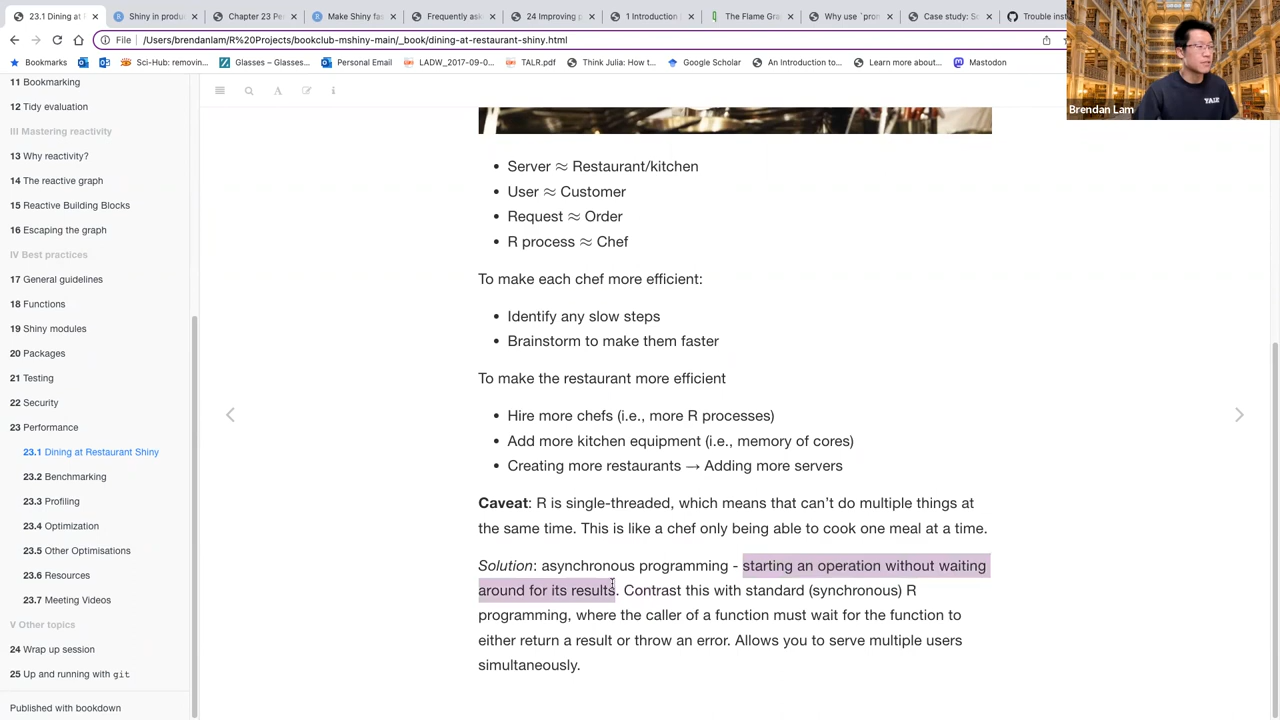 23.1 Dining at R
Shiny in produ
Chapter 23 Pe
Make Shiny fas
Frequently ask
24 Improving p
1 Introduction
The Flame Gra
Why use `pron
Case study: So
Trouble inst
File /Users/brendanlam/R%20Projects/bookclub-mshiny-main/_book/dining-at-restaurant-shiny.html
Bookmarks
Sci-Hub: removin...
Glasses – Glasses...
Personal Email
LADW_2017-09-0...
TALR.pdf
Think Julia: How t...
Google Scholar
An Introduction to...
Learn more about...
Mastodon
YALE
Brendan Lam
11 Bookmarking
12 Tidy evaluation
III Mastering reactivity
13 Why reactivity?
14 The reactive graph
15 Reactive Building Blocks
16 Escaping the graph
IV Best practices
17 General guidelines
18 Functions
19 Shiny modules
20 Packages
21 Testing
22 Security
23 Performance
23.1 Dining at Restaurant Shiny
23.2 Benchmarking
23.3 Profiling
23.4 Optimization
23.5 Other Optimisations
23.6 Resources
23.7 Meeting Videos
V Other topics
24 Wrap up session
25 Up and running with git
Published with bookdown
A
i
• Server ≈ Restaurant/kitchen
• User ≈ Customer
• Request ≈ Order
• R process ≈ Chef
To make each chef more efficient:
• Identify any slow steps
• Brainstorm to make them faster
To make the restaurant more efficient
• Hire more chefs (i.e., more R processes)
• Add more kitchen equipment (i.e., memory of cores)
• Creating more restaurants → Adding more servers
Caveat: R is single-threaded, which means that can't do multiple things at
the same time. This is like a chef only being able to cook one meal at a time.
Solution: asynchronous programming - starting an operation without waiting
around for its results. Contrast this with standard (synchronous) R
programming, where the caller of a function must wait for the function to
either return a result or throw an error. Allows you to serve multiple users
simultaneously.